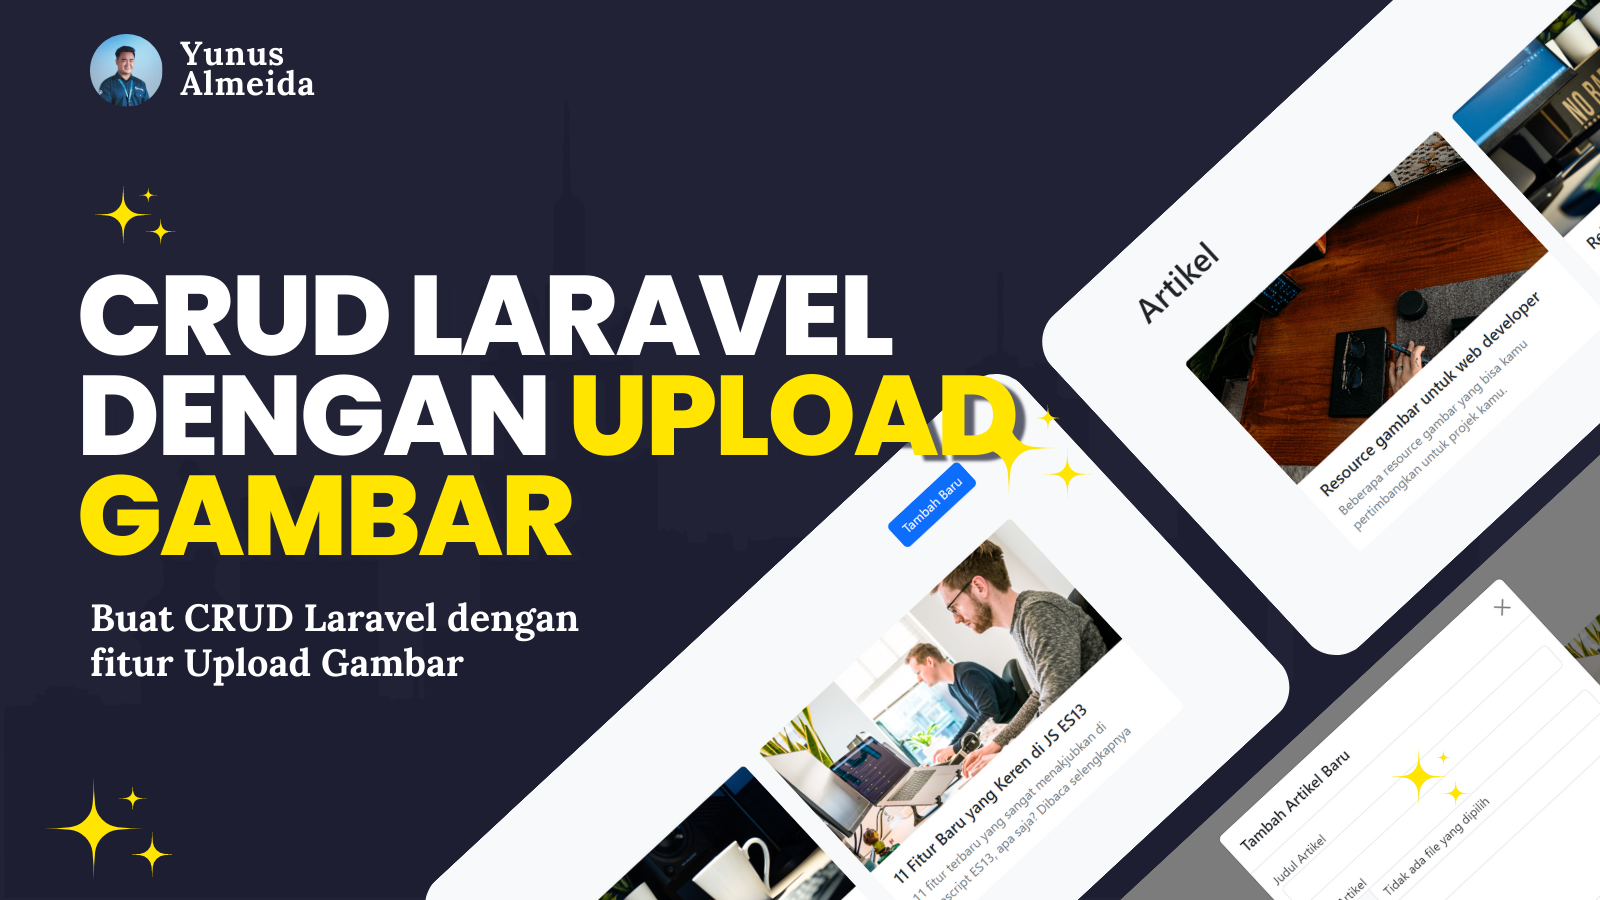 Yunus
Almeida
CRUD LARAVEL
DENGAN UPLOAD
GAMBAR
Buat CRUD Laravel dengan
fitur Upload Gambar
Artikel
Resource gambar untuk web developer
Beberapa resource gambar yang bisa kamu
pertimbangkan untuk projek kamu.
NO
Tambah Baru
11 Fitur Baru yang Keren di JS ES13
11 fitur terbaru yang sangat menakjubkan di
ES13, apa saja? Dibaca selengkapnya
Tambah Artikel Baru
Judul Artikel
Tidak ada file yang dipilih